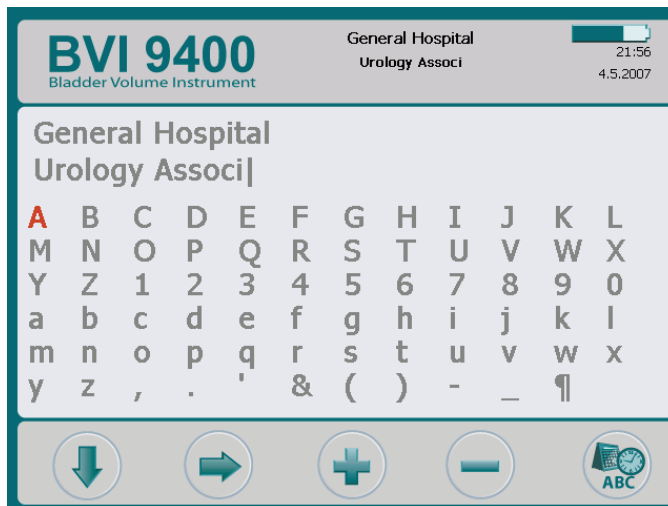 BVI 9400
Bladder Volume Instrument
General Hospital
Urology Associ
21:56
4.5.2007
General Hospital
Urology Associ|
A B C D E F G H I J K L
M N O P Q R S T U V W X
Y Z 1 2 3 4 5 6 7 8 9 0
a b c d e f g h i j k l
m n o p q r s t u v w x
y z , . ' & ( ) - _ ¶
ABC